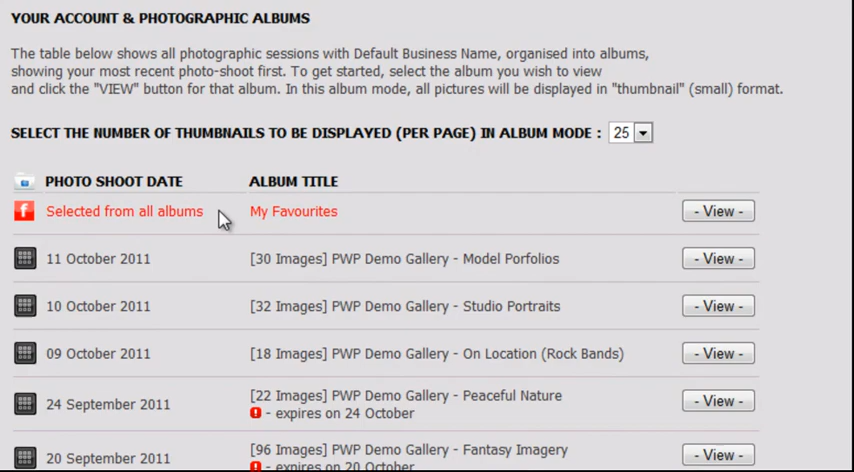 YOUR ACCOUNT & PHOTOGRAPHIC ALBUMS
The table below shows all photographic sessions with Default Business Name, organised into albums,
showing your most recent photo-shoot first. To get started, select the album you wish to view
and click the "VIEW" button for that album. In this album mode, all pictures will be displayed in "thumbnail" (small) format.
SELECT THE NUMBER OF THUMBNAILS TO BE DISPLAYED (PER PAGE) IN ALBUM MODE : 25
PHOTO SHOOT DATE ALBUM TITLE
f Selected from all albums My Favourites - View -
11 October 2011 [30 Images] PWP Demo Gallery - Model Porfolios - View -
10 October 2011 [32 Images] PWP Demo Gallery - Studio Portraits - View -
09 October 2011 [18 Images] PWP Demo Gallery - On Location (Rock Bands) - View -
24 September 2011 [22 Images] PWP Demo Gallery - Peaceful Nature - View -
! - expires on 24 October
20 September 2011 [96 Images] PWP Demo Gallery - Fantasy Imagery - View -
! - expires on 20 October